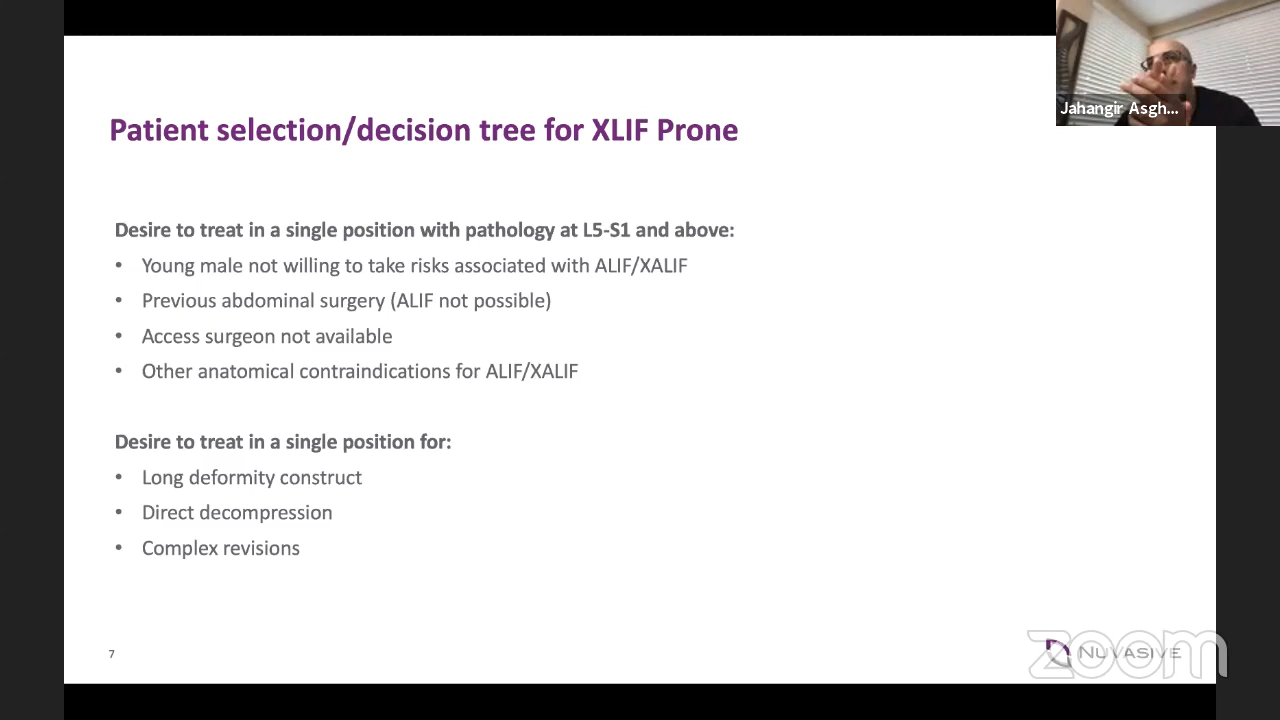 Jahangir Asgh...
Patient selection/decision tree for XLIF Prone
Desire to treat in a single position with pathology at L5-S1 and above:
• Young male not willing to take risks associated with ALIF/XALIF
• Previous abdominal surgery (ALIF not possible)
• Access surgeon not available
• Other anatomical contraindications for ALIF/XALIF
Desire to treat in a single position for:
• Long deformity construct
• Direct decompression
• Complex revisions
7
NUVASIVE
zoom